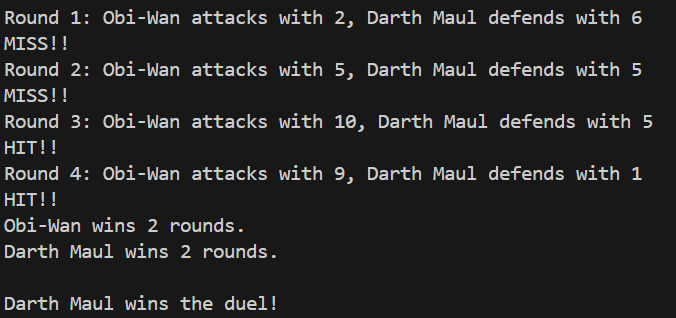 Round 1: Obi-Wan attacks with 2, Darth Maul defends with 6
MISS!!
Round 2: Obi-Wan attacks with 5, Darth Maul defends with 5
MISS!!
Round 3: Obi-Wan attacks with 10, Darth Maul defends with 5
HIT!!
Round 4: Obi-Wan attacks with 9, Darth Maul defends with 1
HIT!!
Obi-Wan wins 2 rounds.
Darth Maul wins 2 rounds.
Darth Maul wins the duel!